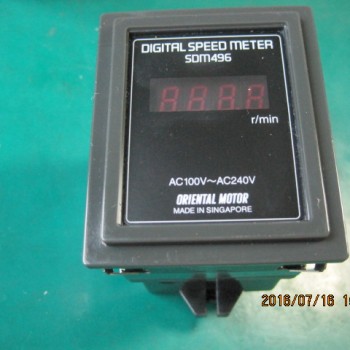 DIGITAL SPEED METER
SDM496
r/min
AC100V～AC240V
ORIENTAL MOTOR
MADE IN SINGAPORE
2016/07/16